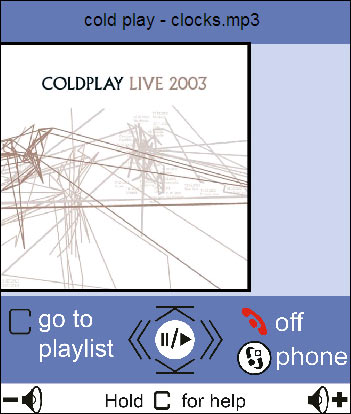 cold play - clocks.mp3
COLDPLAY LIVE 2003
go to
playlist
off
phone
Hold C for help